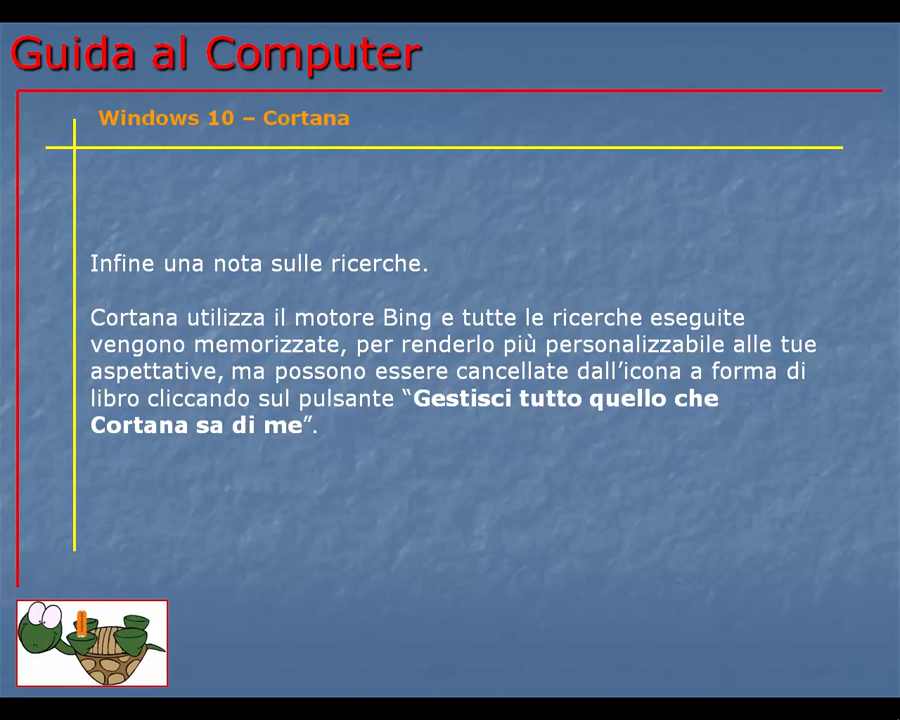 Guida al Computer
Windows 10 – Cortana
Infine una nota sulle ricerche.
Cortana utilizza il motore Bing e tutte le ricerche eseguite
vengono memorizzate, per renderlo più personalizzabile alle tue
aspettative, ma possono essere cancellate dall’icona a forma di
libro cliccando sul pulsante “Gestisci tutto quello che
Cortana sa di me”.